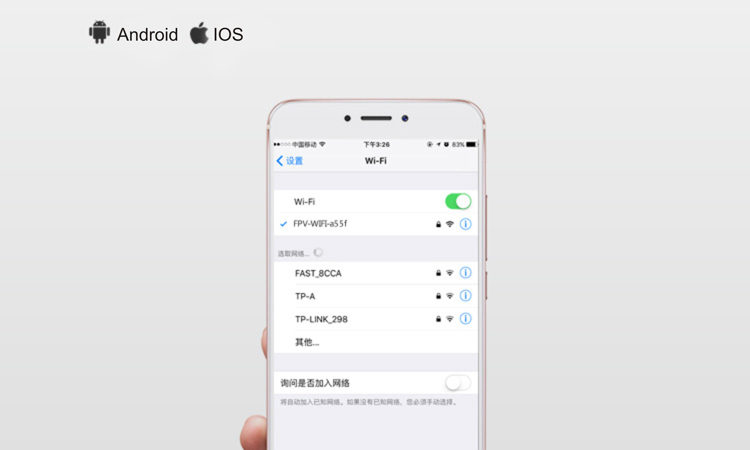 Android IOS
中国移动 下午3:26 83%
设置 Wi-Fi
Wi-Fi
FPV-WIFI-a55f
选取网络...
FAST_8CCA
TP-A
TP-LINK_298
其他...
询问是否加入网络
将自动加入已知网络。如果没有已知网络，您必须手动选择。